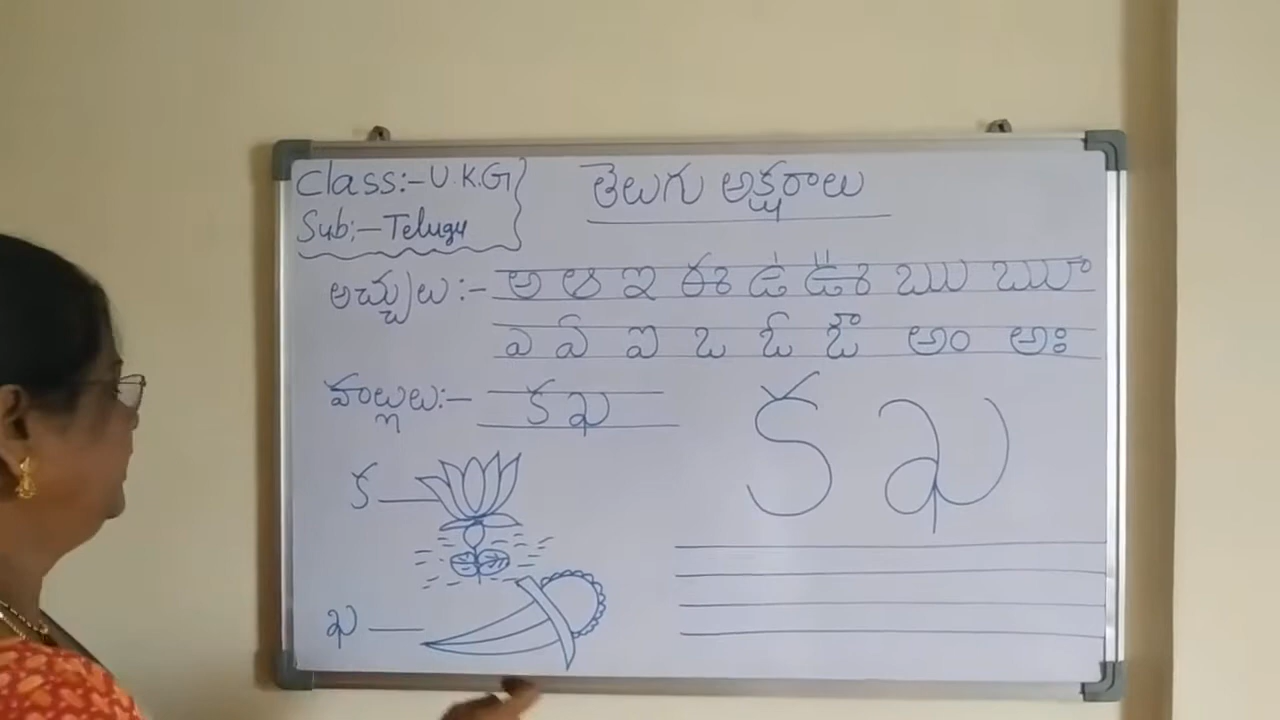 Class:- U.K.G
Sub:- Telugu
తెలుగు అక్షరాలు
అచ్చులు :- అ ఆ ఇ ఈ ఉ ఊ ఋ ౠ
ఎ ఏ ఐ ఒ ఓ ఔ అం అః
హల్లులు:- క ఖ
క ఖ
క —
ఖ —